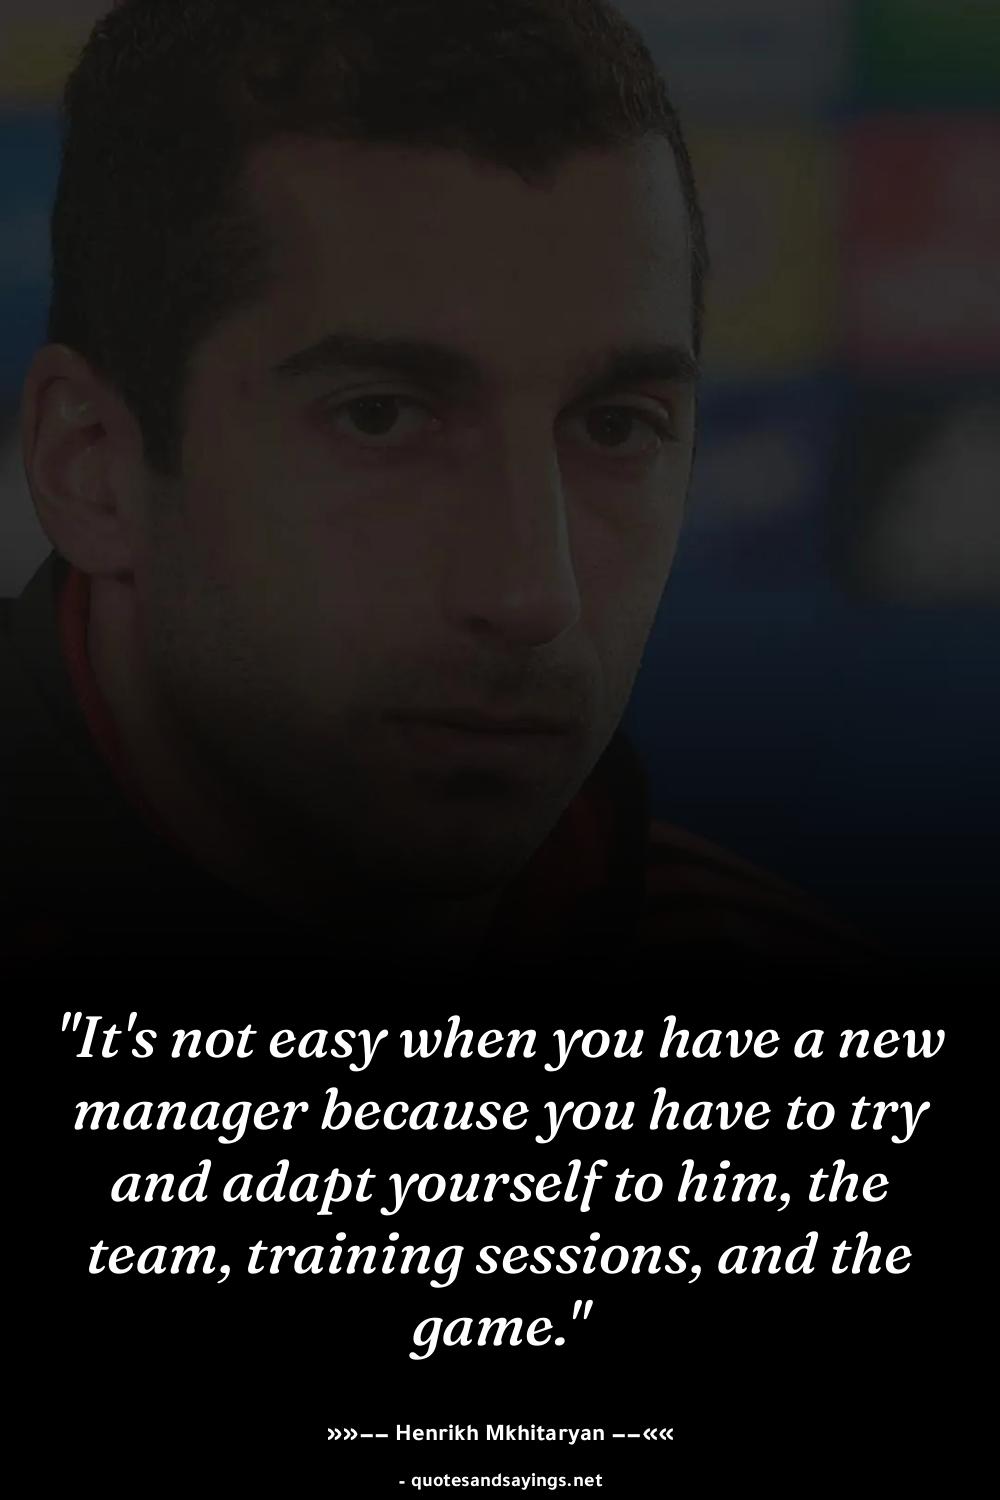 "It's not easy when you have a new
manager because you have to try
and adapt yourself to him, the
team, training sessions, and the
game."
»»−− Henrikh Mkhitaryan −−««
- quotesandsayings.net